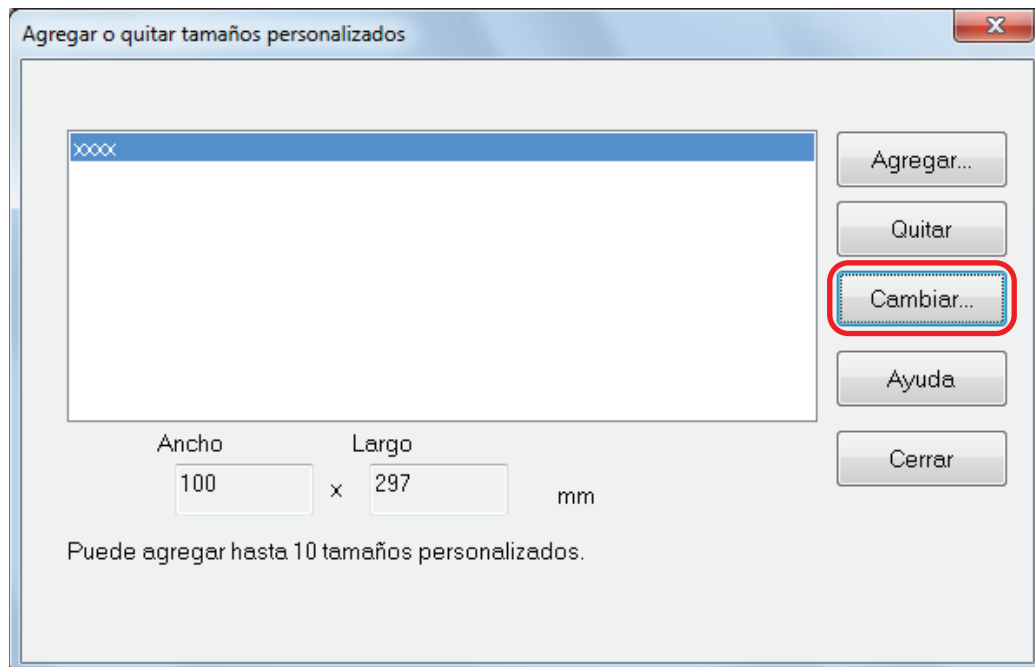 Agregar o quitar tamaños personalizados
xxxx
Agregar...
Quitar
Cambiar...
Ayuda
Cerrar
Ancho Largo
100 x 297 mm
Puede agregar hasta 10 tamaños personalizados.